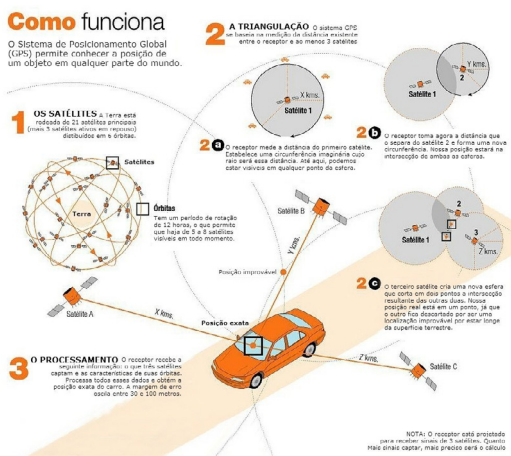 Como funciona
O Sistema de Posicionamento Global
(GPS) permite conhecer a posição de
um objeto em qualquer parte do mundo.
1 OS SATÉLITES A Terra está
rodeada de 21 satélites principais
(mais 3 satélites ativos em repouso)
distribuídos em 6 órbitas.
Satélites
Terra
Órbitas
Tem um período de rotação
de 12 horas, o que permite
que haja de 5 a 8 satélites
visíveis em todo momento.
2 A TRIANGULAÇÃO O sistema GPS
se baseia na medição da distância existente
entre o receptor e ao menos 3 satélites
X kms.
Satélite 1
2 a O receptor mede a distância do primeiro satélite.
Estabelece uma circunferência imaginária cujo
raio será essa distância. Até aqui, podemos
estar visíveis em qualquer ponto da esfera.
Y kms.
2
Satélite 1
2 b O receptor toma agora a distância que
o separa do satélite 2 e forma uma nova
circunferência. Nossa posição estará na
intersecção de ambas as esferas.
2
Satélite 1
3
Z kms.
2 c O terceiro satélite cria uma nova esfera
que corta em dois pontos a intersecção
resultante das outras duas. Nossa
posição real está em um ponto, já que
o outro fica descartado por ser uma
localização improvável por estar longe
da superfície terrestre.
Satélite B
Y kms.
Posição improvável
Satélite A
X kms.
Posição exata
Z kms.
Satélite C
3 O PROCESSAMENTO O receptor recebe a
seguinte informação: o que três satélites
captam e as características de suas órbitas.
Processa todos esses dados e obtém a
posição exata do carro. A margem de erro
oscila entre 30 e 100 metros.
NOTA: O receptor está projetado
para receber sinais de 3 satélites. Quanto
Mais sinais captar, mais preciso será o cálculo